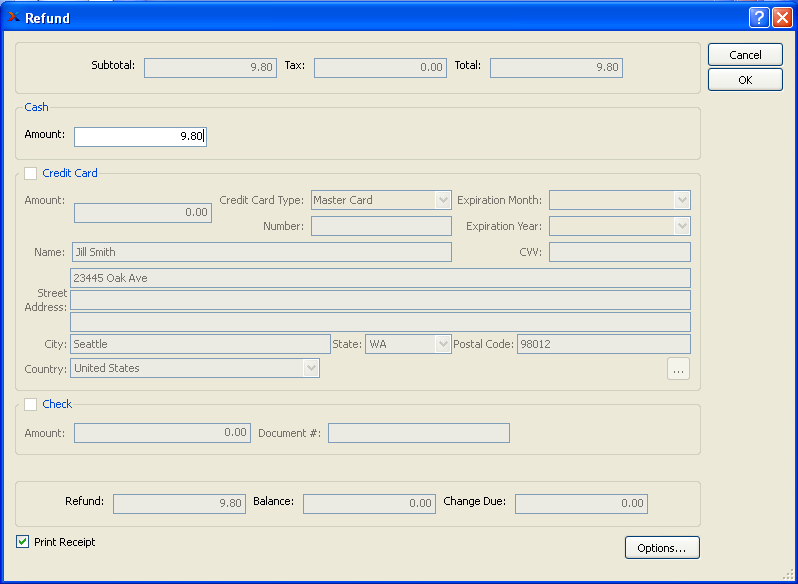 Refund
Subtotal: 9.80 Tax: 0.00 Total: 9.80
Cancel
OK
Cash
Amount: 9.80
Credit Card
Amount: 0.00 Credit Card Type: Master Card Expiration Month:
Number: Expiration Year:
Name: Jill Smith CVV:
23445 Oak Ave
Street
Address:
City: Seattle State: WA Postal Code: 98012
Country: United States ...
Check
Amount: 0.00 Document #:
Refund: 9.80 Balance: 0.00 Change Due: 0.00
Print Receipt
Options...